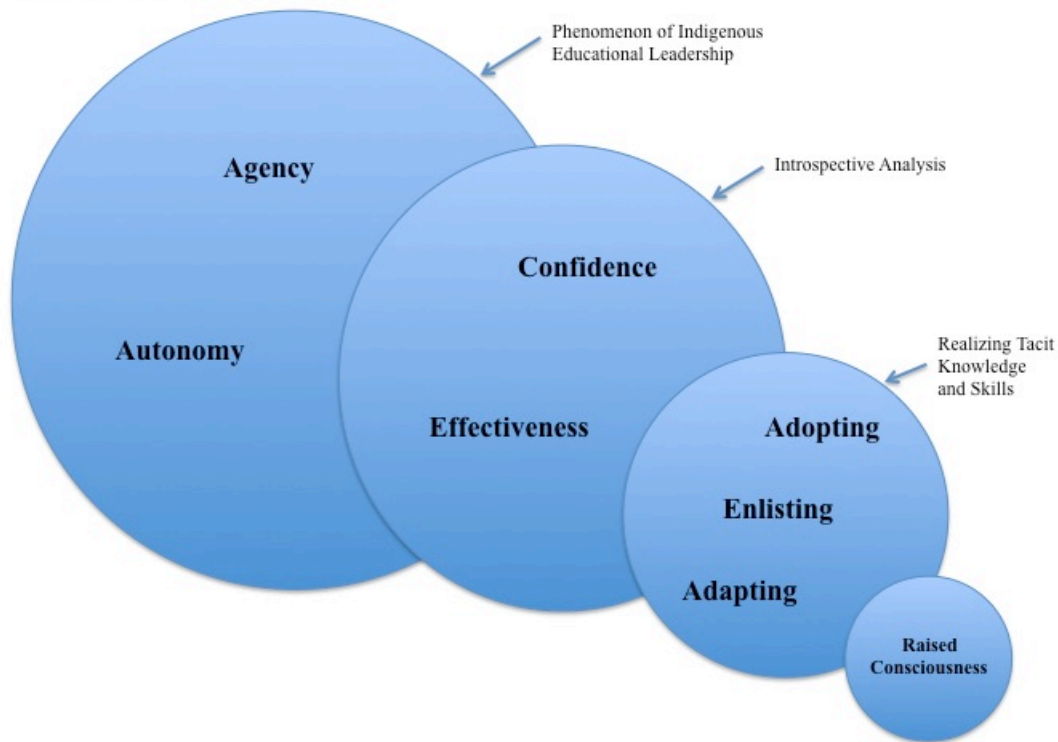 Phenomenon of Indigenous
Educational Leadership
Agency
Autonomy
Introspective Analysis
Confidence
Effectiveness
Realizing Tacit
Knowledge
and Skills
Adopting
Enlisting
Adapting
Raised
Consciousness